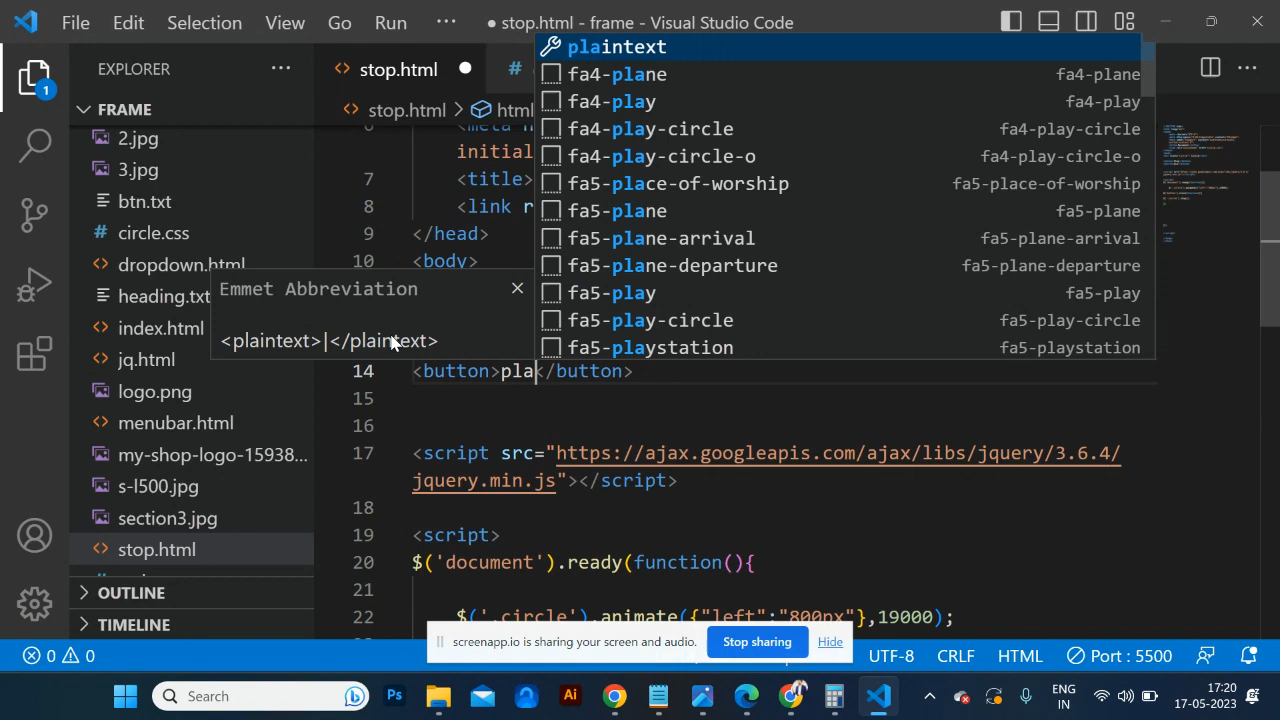 File Edit Selection View Go Run ··· ● stop.html - frame - Visual Studio Code
EXPLORER ···
<> stop.html ●
#
FRAME
<> stop.html > html
2.jpg
3.jpg
btn.txt
# circle.css
<> dropdown.html
heading.txt
<> index.html
<> jq.html
logo.png
<> menubar.html
my-shop-logo-15938...
s-l500.jpg
section3.jpg
<> stop.html
OUTLINE
TIMELINE
1
initial
7 <title>
8 <link r
9 </head>
10 <body>
Emmet Abbreviation ×
<plaintext>|</plaintext>
plaintext
fa4-plane fa4-plane
fa4-play fa4-play
fa4-play-circle fa4-play-circle
fa4-play-circle-o fa4-play-circle-o
fa5-place-of-worship fa5-place-of-worship
fa5-plane fa5-plane
fa5-plane-arrival fa5-plane-arrival
fa5-plane-departure fa5-plane-departure
fa5-play fa5-play
fa5-play-circle fa5-play-circle
fa5-playstation fa5-playstation
14 <button>pla</button>
15
16
17 <script src="https://ajax.googleapis.com/ajax/libs/jquery/3.6.4/
jquery.min.js"></script>
18
19 <script>
20 $('document').ready(function(){
21
22 $('.circle').animate({"left":"800px"},19000);
screenapp.io is sharing your screen and audio. Stop sharing Hide
0 0 UTF-8 CRLF HTML Port : 5500
Search
Ps
Ai
ENG
IN
17:20
17-05-2023